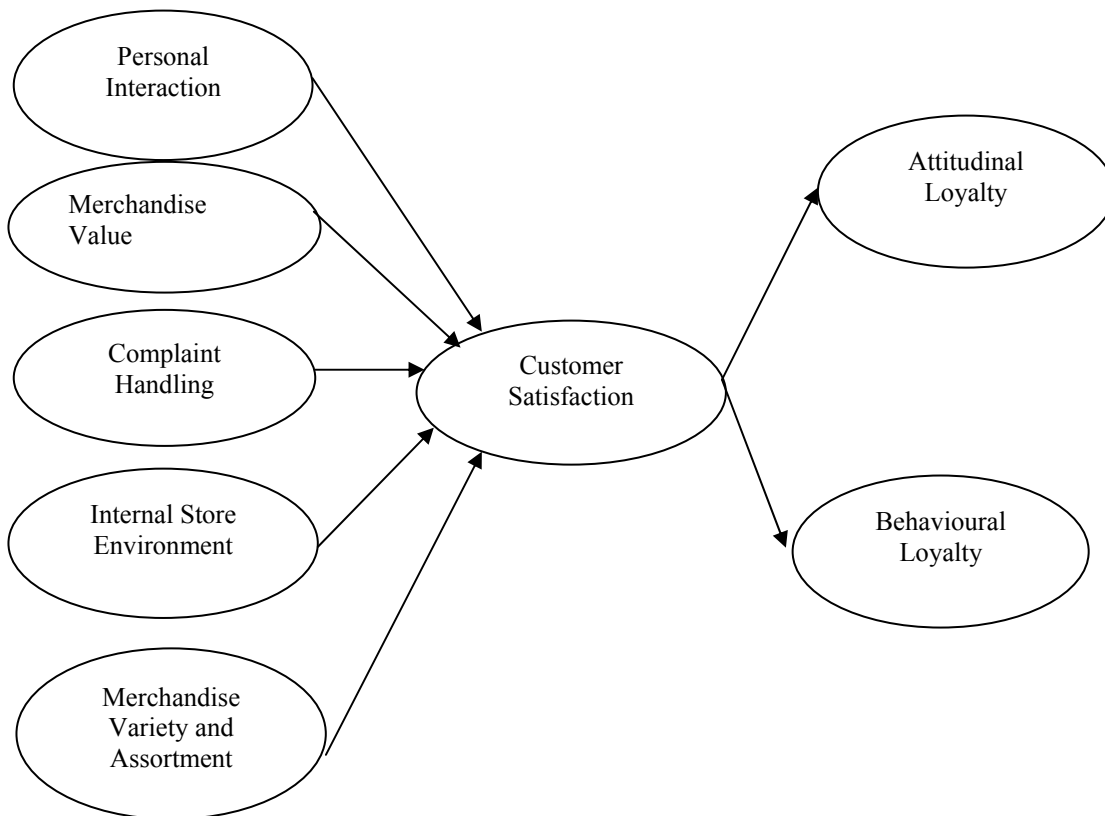 Personal
Interaction
Merchandise
Value
Complaint
Handling
Internal Store
Environment
Merchandise
Variety and
Assortment
Customer
Satisfaction
Attitudinal
Loyalty
Behavioural
Loyalty